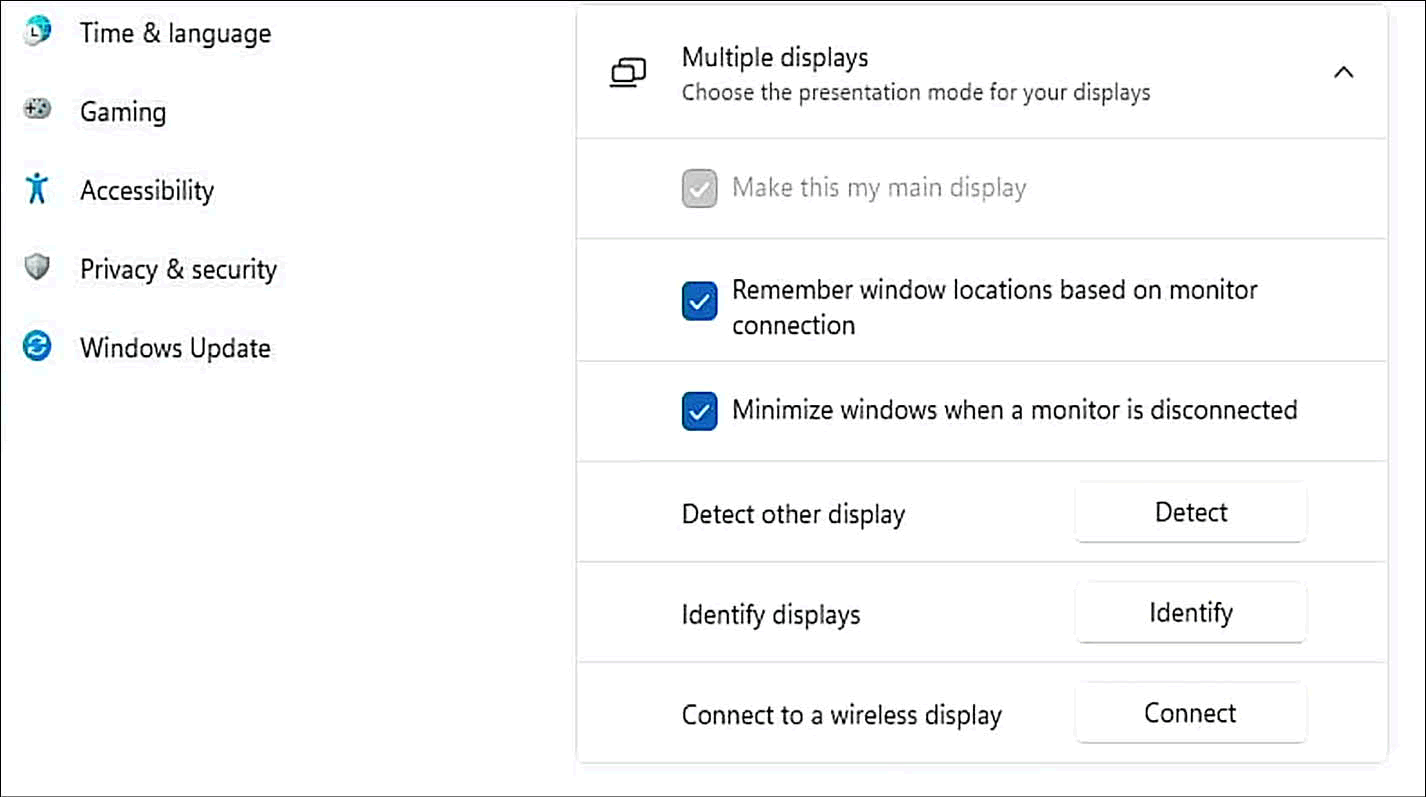 Time & language
Gaming
Accessibility
Privacy & security
Windows Update
Multiple displays
Choose the presentation mode for your displays
Make this my main display
Remember window locations based on monitor
connection
Minimize windows when a monitor is disconnected
Detect other display
Detect
Identify displays
Identify
Connect to a wireless display
Connect